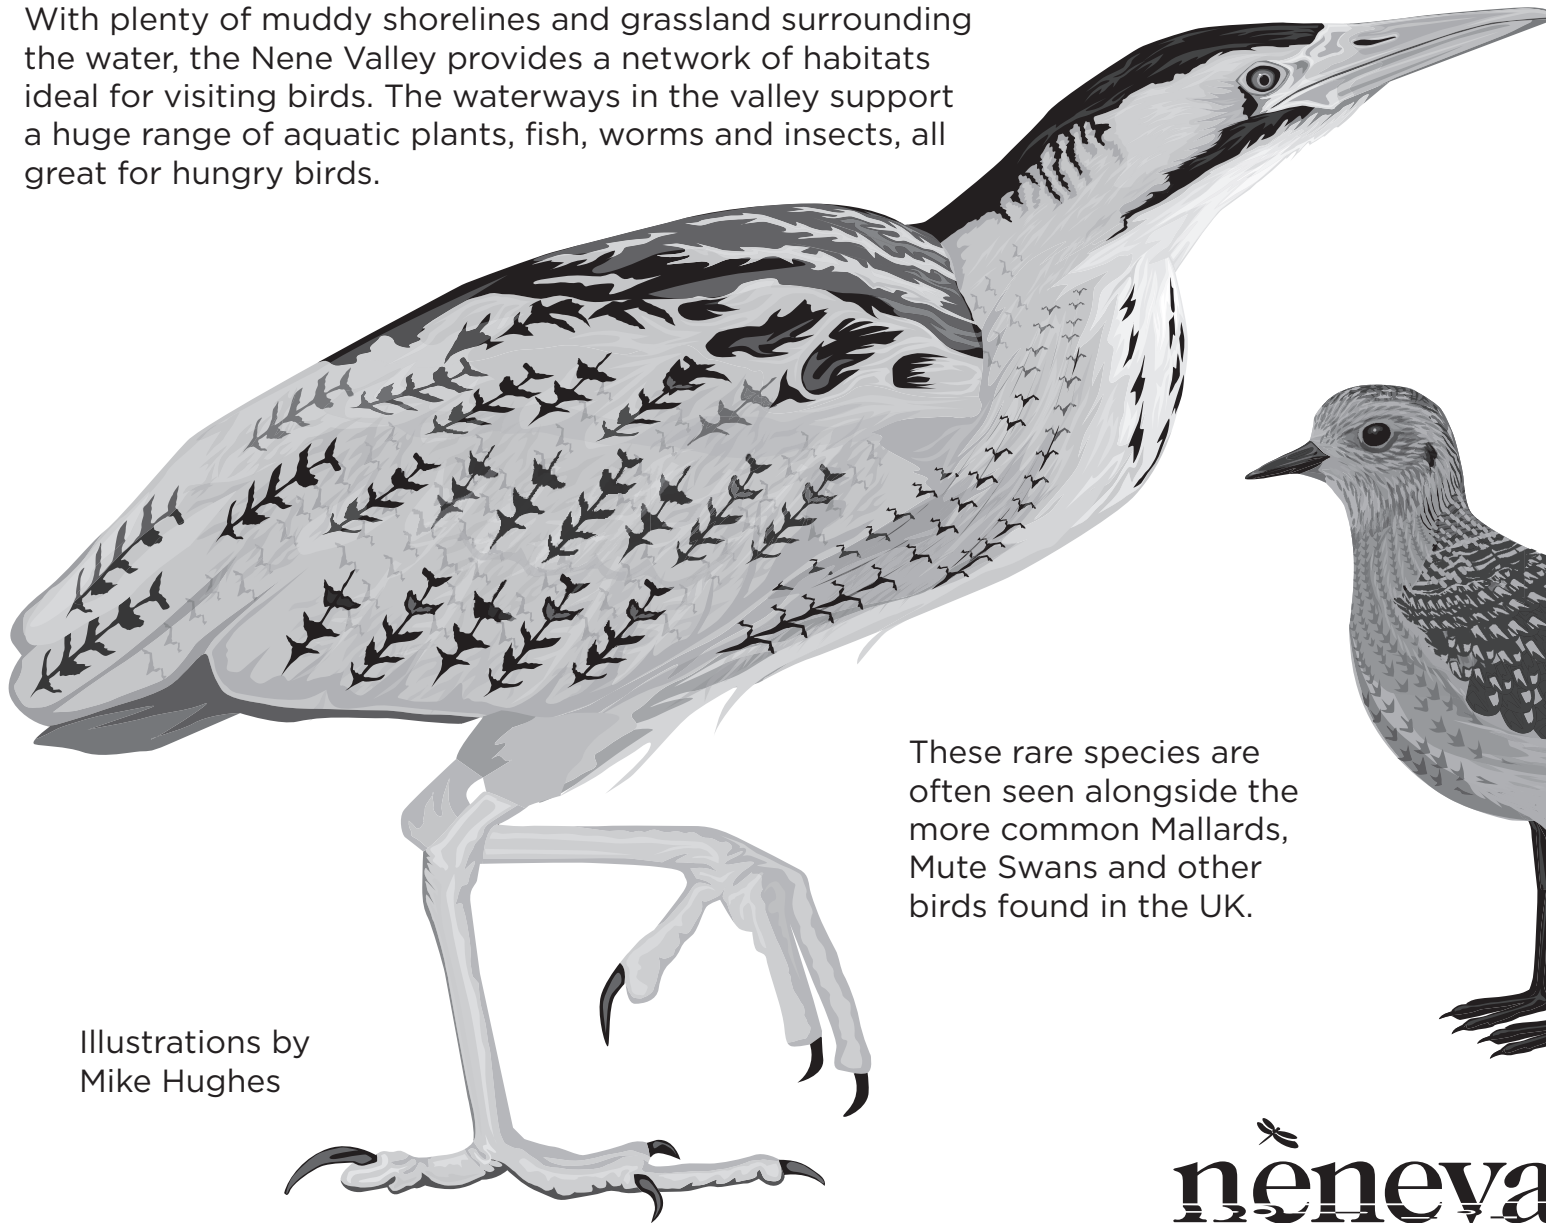 With plenty of muddy shorelines and grassland surrounding
the water, the Nene Valley provides a network of habitats
ideal for visiting birds. The waterways in the valley support
a huge range of aquatic plants, fish, worms and insects, all
great for hungry birds.
These rare species are
often seen alongside the
more common Mallards,
Mute Swans and other
birds found in the UK.
Illustrations by
Mike Hughes
neneva